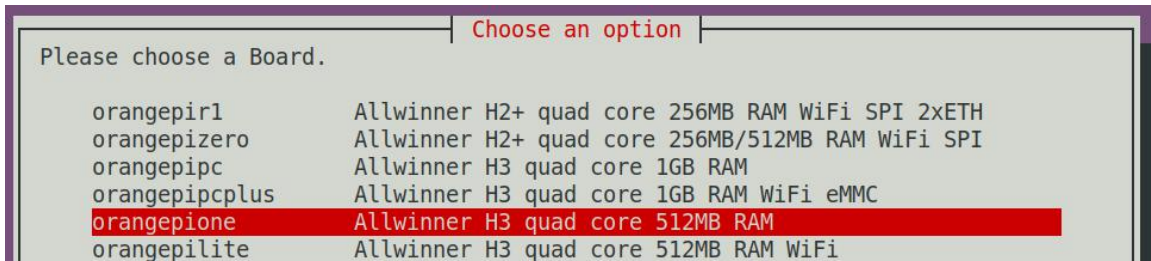 Choose an option
Please choose a Board.
orangepir1 Allwinner H2+ quad core 256MB RAM WiFi SPI 2xETH
orangepizero Allwinner H2+ quad core 256MB/512MB RAM WiFi SPI
orangepipc Allwinner H3 quad core 1GB RAM
orangepipcplus Allwinner H3 quad core 1GB RAM WiFi eMMC
orangepione Allwinner H3 quad core 512MB RAM
orangepilite Allwinner H3 quad core 512MB RAM WiFi